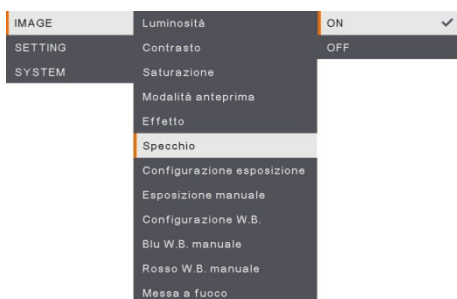 IMAGE
SETTING
SYSTEM
Luminosità
Contrasto
Saturazione
Modalità anteprima
Effetto
Specchio
Configurazione esposizione
Esposizione manuale
Configurazione W.B.
Blu W.B. manuale
Rosso W.B. manuale
Messa a fuoco
ON
OFF